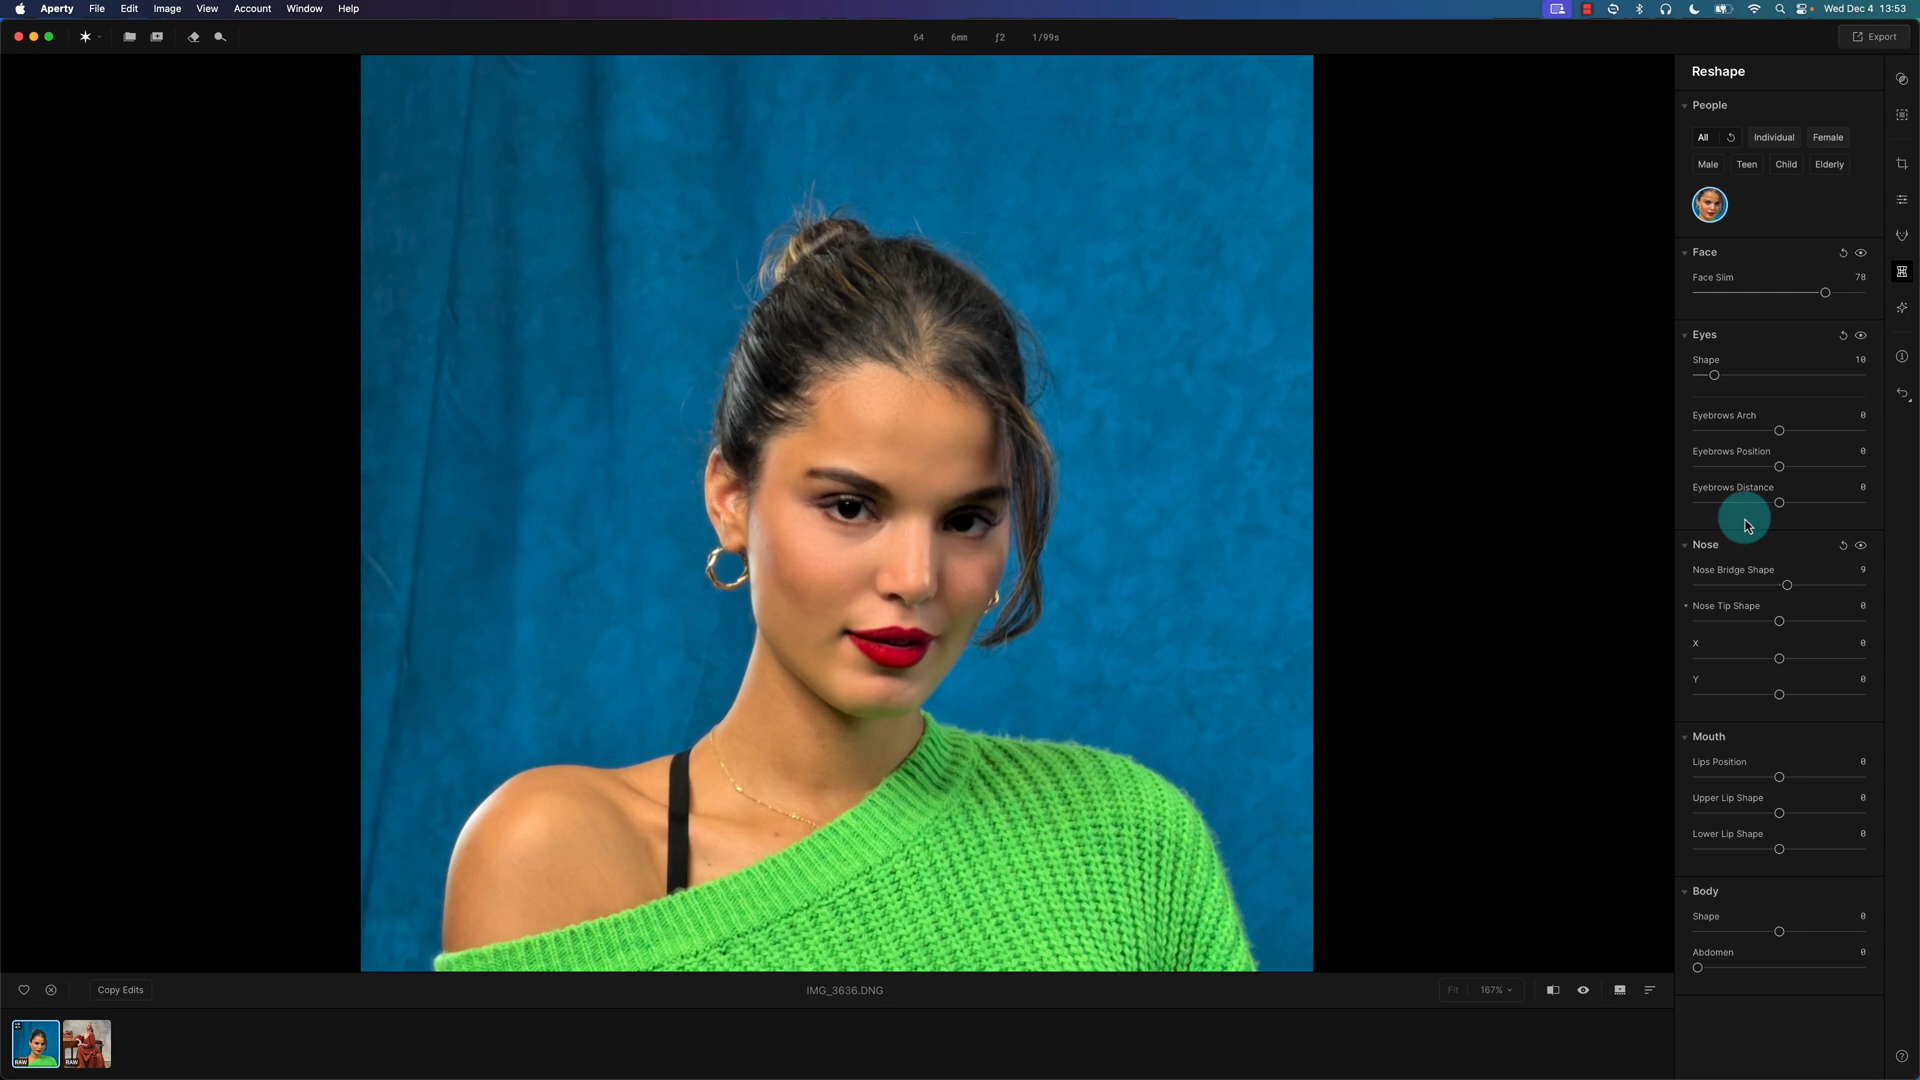 Aperty File Edit Image View Account Window Help
Wed Dec 4 13:53
64 6mm ƒ2 1/99s
Export
Reshape
People
All Individual Female
Male Teen Child Elderly
Face
Face Slim 78
Eyes
Shape 10
Eyebrows Arch 0
Eyebrows Position 0
Eyebrows Distance 0
Nose
Nose Bridge Shape 9
Nose Tip Shape 0
X 0
Y 0
Mouth
Lips Position 0
Upper Lip Shape 0
Lower Lip Shape 0
Body
Shape 0
Abdomen 0
Copy Edits
IMG_3636.DNG
Fit 167%
RAW RAW